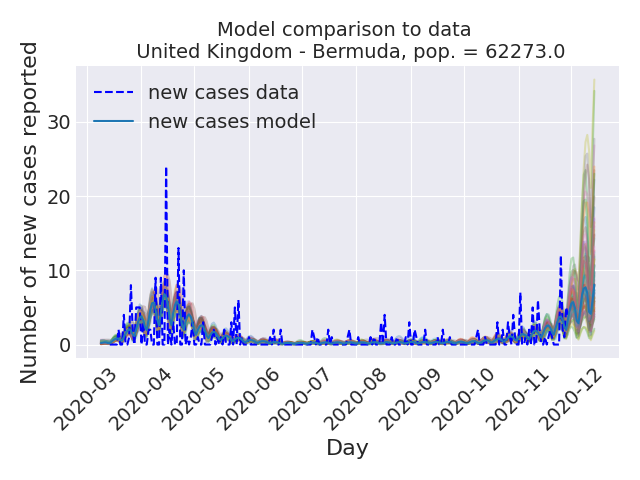 Model comparison to data
United Kingdom - Bermuda, pop. = 62273.0
Number of new cases reported
new cases data
new cases model
30
20
10
0
2020-03
2020-04
2020-05
2020-06
2020-07
2020-08
2020-09
2020-10
2020-11
2020-12
Day